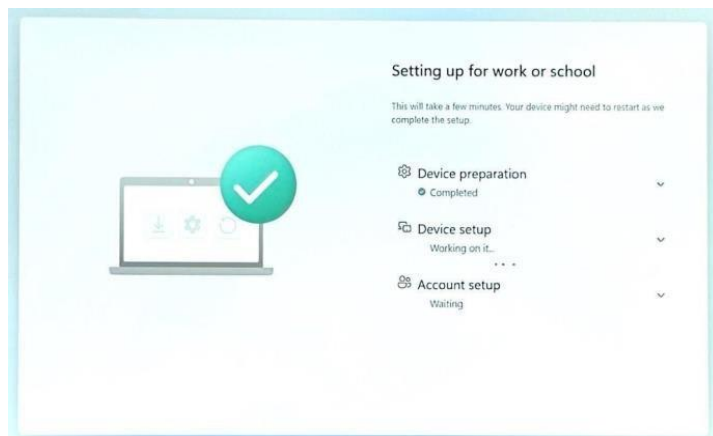 Setting up for work or school
This will take a few minutes. Your device might need to restart as we
complete the setup.
Device preparation
Completed
Device setup
Working on it...
Account setup
Waiting